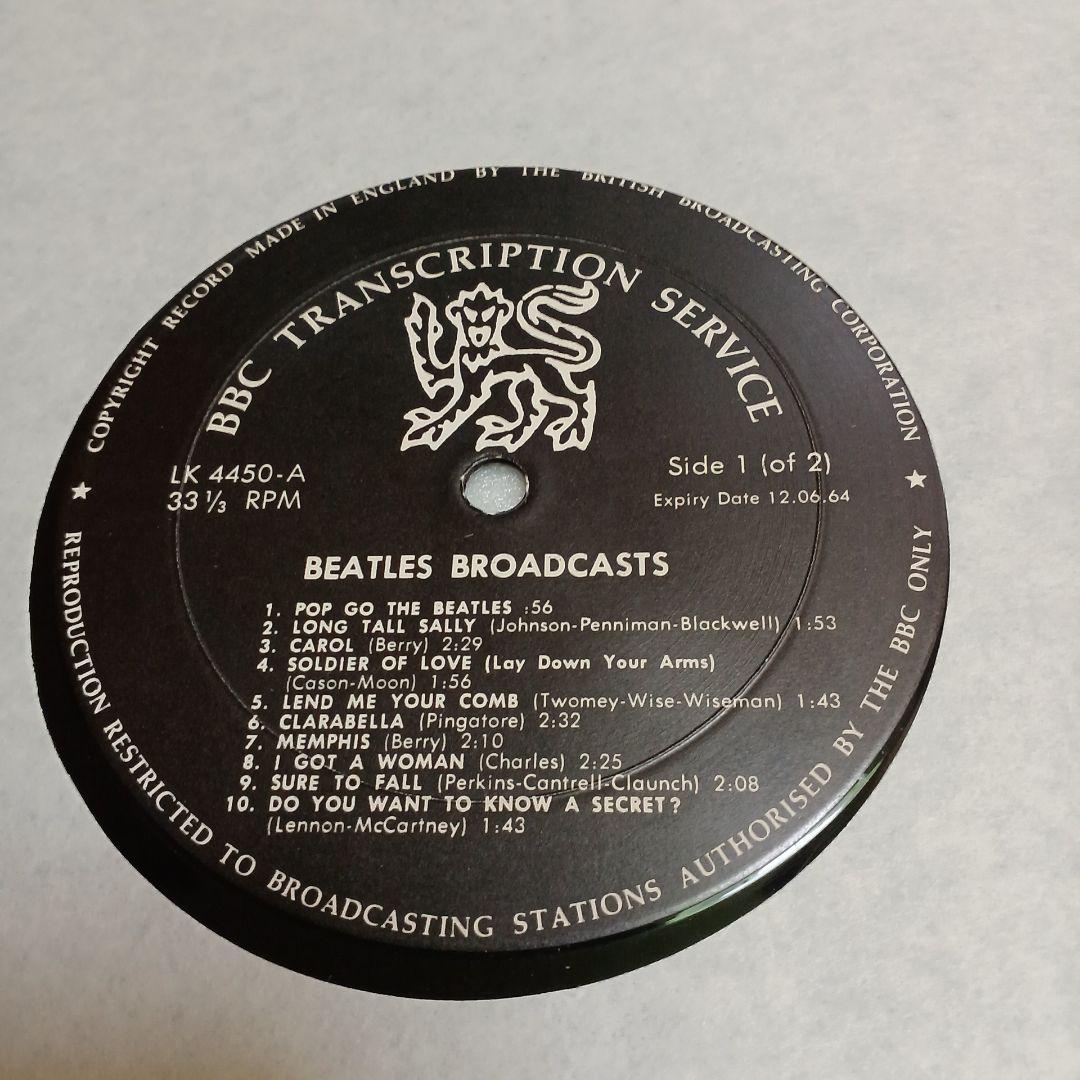 COPYRIGHT RECORD MADE IN ENGLAND BY THE BRITISH BROADCASTING CORPORATION
BBC TRANSCRIPTION SERVICE
LK 4450-A
33 ⅓ RPM
Side 1 (of 2)
Expiry Date 12.06.64
BEATLES BROADCASTS
1. POP GO THE BEATLES :56
2. LONG TALL SALLY (Johnson-Penniman-Blackwell) 1:53
3. CAROL (Berry) 2:29
4. SOLDIER OF LOVE (Lay Down Your Arms)
(Cason-Moon) 1:56
5. LEND ME YOUR COMB (Twomey-Wise-Wiseman) 1:43
6. CLARABELLA (Pingatore) 2:32
7. MEMPHIS (Berry) 2:10
8. I GOT A WOMAN (Charles) 2:25
9. SURE TO FALL (Perkins-Cantrell-Claunch) 2:08
10. DO YOU WANT TO KNOW A SECRET?
(Lennon-McCartney) 1:43
★ REPRODUCTION RESTRICTED TO BROADCASTING STATIONS AUTHORISED BY THE BBC ONLY ★